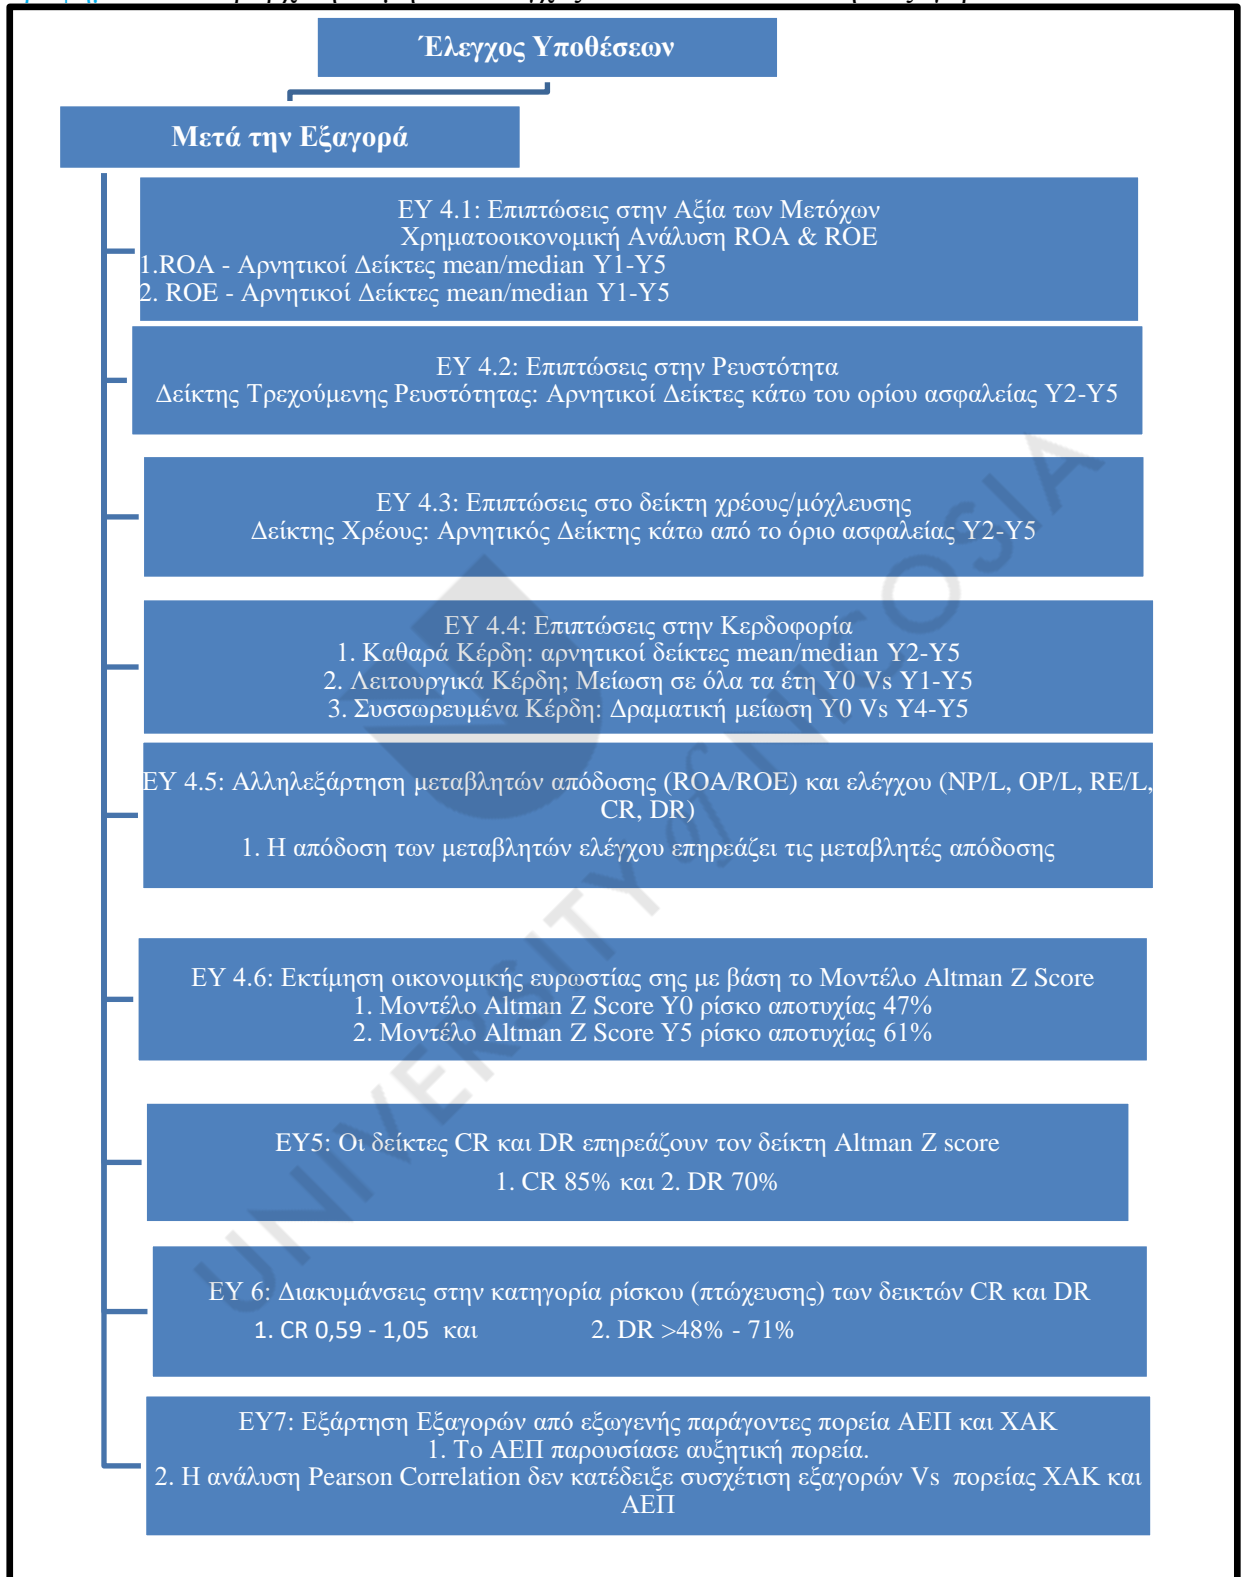 Έλεγχος Υποθέσεων
Μετά την Εξαγορά
ΕΥ 4.1: Επιπτώσεις στην Αξία των Μετόχων
Χρηματοοικονομική Ανάλυση ROA & ROE
1.ROA - Αρνητικοί Δείκτες mean/median Y1-Y5
2. ROE - Αρνητικοί Δείκτες mean/median Y1-Y5
ΕΥ 4.2: Επιπτώσεις στην Ρευστότητα
Δείκτης Τρεχούμενης Ρευστότητας: Αρνητικοί Δείκτες κάτω του ορίου ασφαλείας Υ2-Υ5
ΕΥ 4.3: Επιπτώσεις στο δείκτη χρέους/μόχλευσης
Δείκτης Χρέους: Αρνητικός Δείκτης κάτω από το όριο ασφαλείας Υ2-Υ5
ΕΥ 4.4: Επιπτώσεις στην Κερδοφορία
1. Καθαρά Κέρδη: αρνητικοί δείκτες mean/median Y2-Y5
2. Λειτουργικά Κέρδη; Μείωση σε όλα τα έτη Υ0 Vs Y1-Y5
3. Συσσωρευμένα Κέρδη: Δραματική μείωση Υ0 Vs Y4-Y5
ΕΥ 4.5: Αλληλεξάρτηση μεταβλητών απόδοσης (ROA/ROE) και ελέγχου (NP/L, OP/L, RE/L,
CR, DR)
1. Η απόδοση των μεταβλητών ελέγχου επηρεάζει τις μεταβλητές απόδοσης
ΕΥ 4.6: Εκτίμηση οικονομικής ευρωστίας σης με βάση το Μοντέλο Altman Z Score
1. Μοντέλο Altman Z Score Y0 ρίσκο αποτυχίας 47%
2. Μοντέλο Altman Z Score Y5 ρίσκο αποτυχίας 61%
ΕΥ5: Οι δείκτες CR και DR επηρεάζουν τον δείκτη Altman Z score
1. CR 85% και 2. DR 70%
ΕΥ 6: Διακυμάνσεις στην κατηγορία ρίσκου (πτώχευσης) των δεικτών CR και DR
1. CR 0,59 - 1,05 και 2. DR >48% - 71%
ΕΥ7: Εξάρτηση Εξαγορών από εξωγενής παράγοντες πορεία ΑΕΠ και ΧΑΚ
1. Το ΑΕΠ παρουσίασε αυξητική πορεία.
2. Η ανάλυση Pearson Correlation δεν κατέδειξε συσχέτιση εξαγορών Vs πορείας ΧΑΚ και
ΑΕΠ
UNIVERSITY of NICOSIA